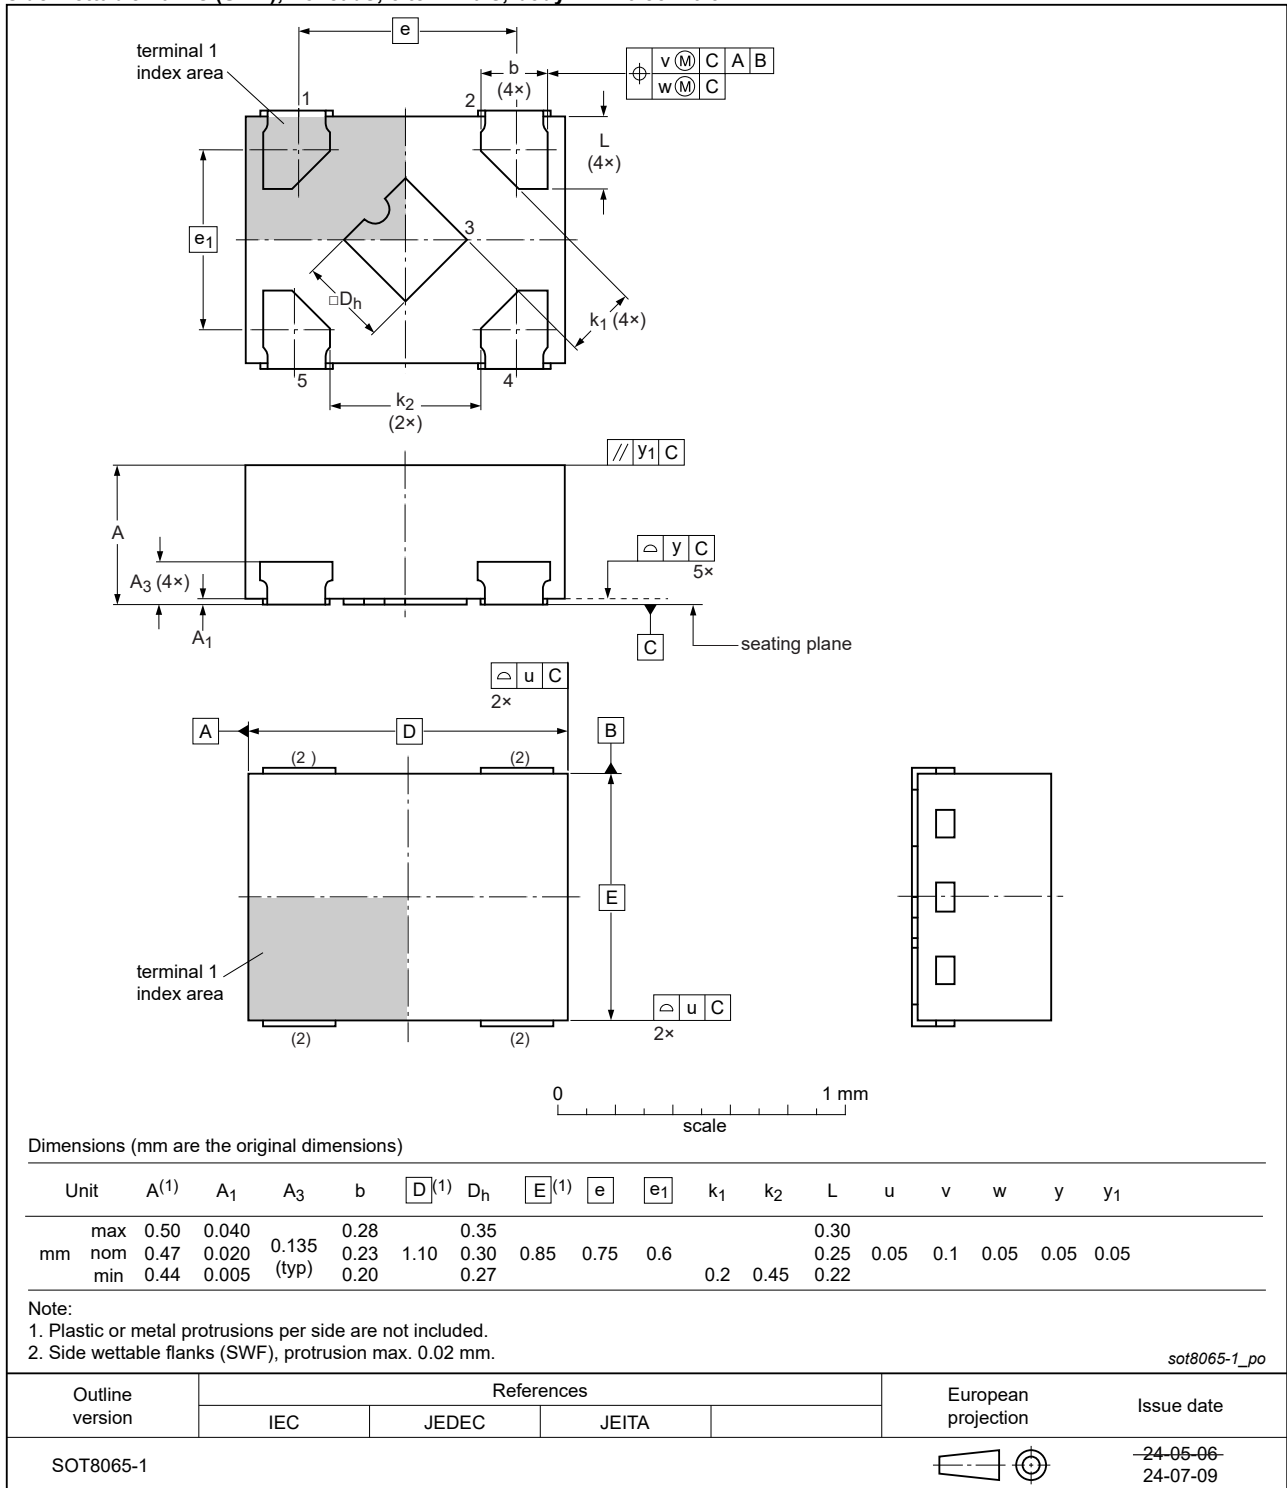 e
terminal 1
index area
b
(4×)
v Ⓜ C A B
w Ⓜ C
1
2
L
(4×)
e1
3
□Dh
k1 (4×)
5
4
k2
(2×)
// y1 C
A
y C
5×
A3 (4×)
A1
C
seating plane
u C
2×
A
D
B
(2 )
(2)
E
terminal 1
index area
u C
2×
(2)
(2)
0
1 mm
scale
Dimensions (mm are the original dimensions)
Unit A(1) A1 A3 b D(1) Dh E(1) e e1 k1 k2 L u v w y y1
max 0.50 0.040 0.28 0.35 0.30
mm nom 0.47 0.020 0.135 (typ) 0.23 1.10 0.30 0.85 0.75 0.6 0.25 0.05 0.1 0.05 0.05 0.05
min 0.44 0.005 0.20 0.27 0.2 0.45 0.22
Note:
1. Plastic or metal protrusions per side are not included.
2. Side wettable flanks (SWF), protrusion max. 0.02 mm.
sot8065-1_po
Outline
version
References
European
projection
Issue date
IEC JEDEC JEITA
SOT8065-1
24-05-06
24-07-09